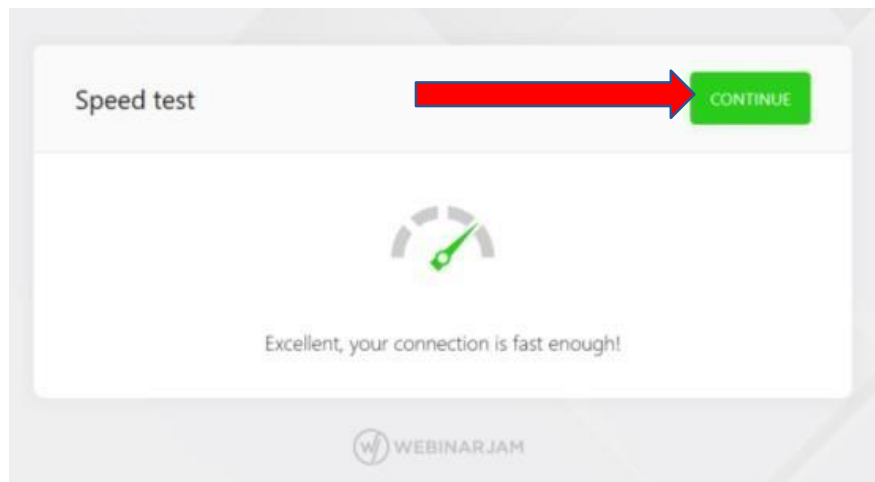 Speed test
CONTINUE
Excellent, your connection is fast enough!
WEBINARJAM